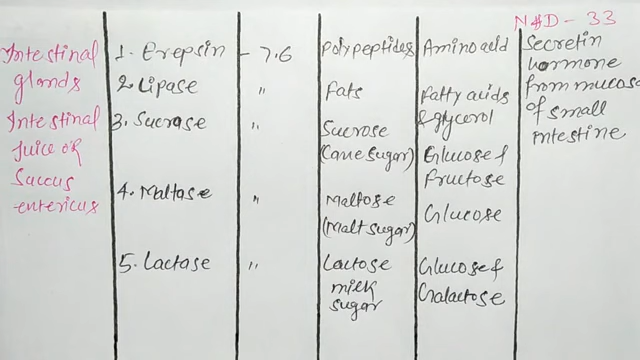 N&D - 33
Intestinal
glands
Intestinal
Juice or
Succus
entericus
1. Erepsin - 7.6 Polypeptides Amino acid
2. Lipase " Fats Fatty acids
& glycerol
3. Sucrase " Sucrose
(Cane sugar) Glucose &
Fructose
4. Maltase " Maltose
(Malt sugar) Glucose
5. Lactase " Lactose Glucose &
milk Galactose
sugar
Secretin
hormone
from mucosa
of small
intestine